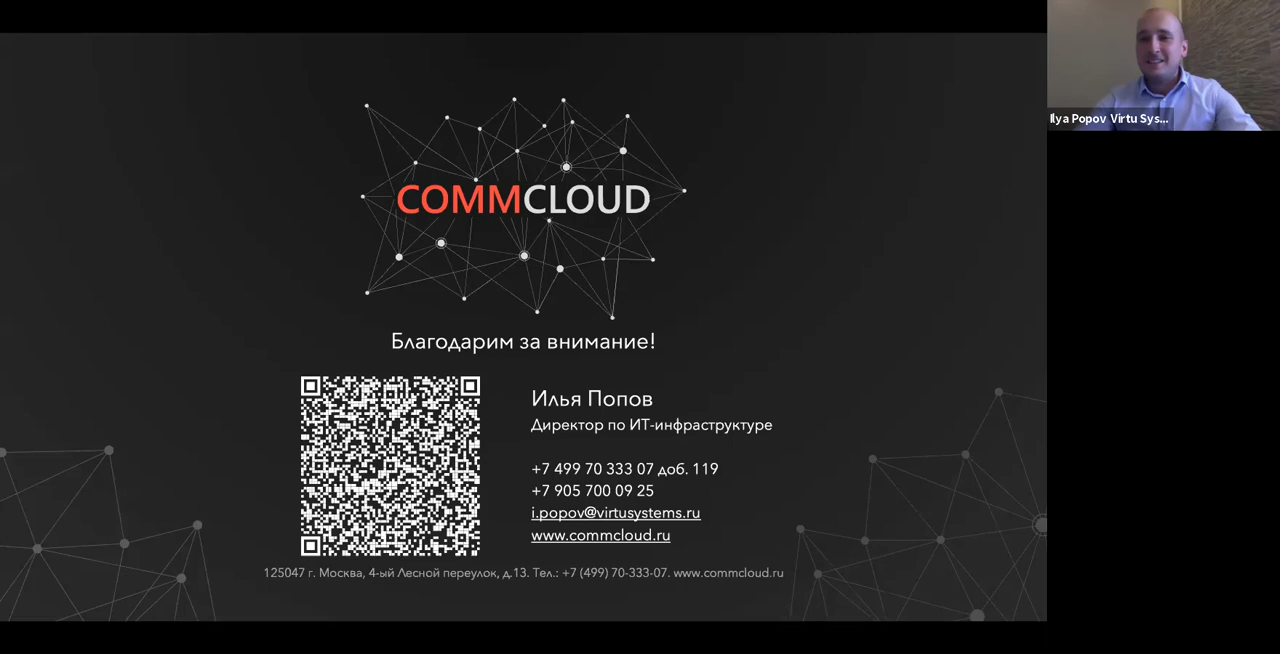 Ilya Popov Virtu Sys...
COMMCLOUD
Благодарим за внимание!
Илья Попов
Директор по ИТ-инфраструктуре
+7 499 70 333 07 доб. 119
+7 905 700 09 25
i.popov@virtusystems.ru
www.commcloud.ru
125047 г. Москва, 4-ый Лесной переулок, д.13. Тел.: +7 (499) 70-333-07. www.commcloud.ru